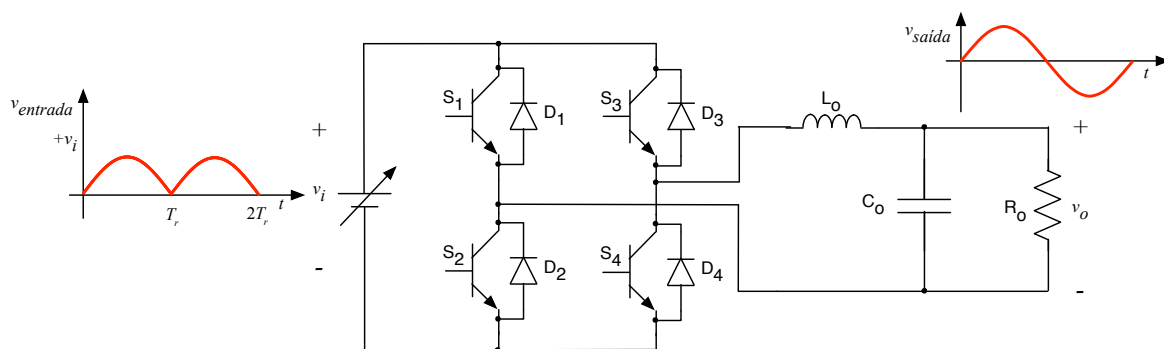 v_entrada
+v_i
t
T_r
2T_r
+
v_i
-
S_1
D_1
S_3
D_3
S_2
D_2
S_4
D_4
L_o
C_o
R_o
+
v_o
-
v_saída
t